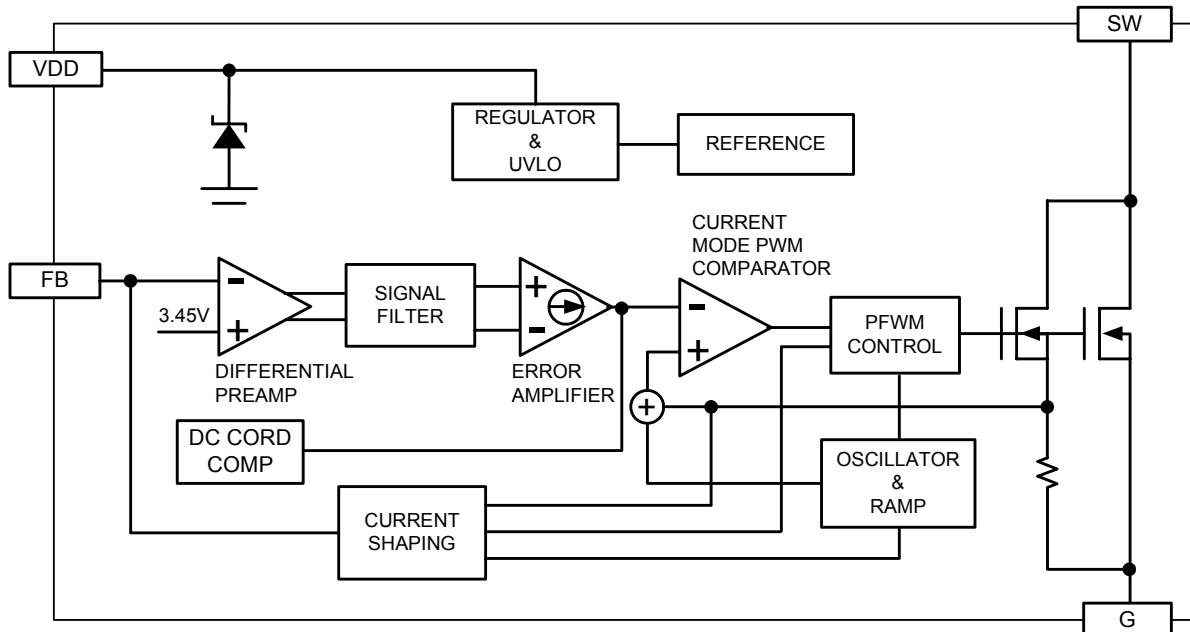 SW
VDD
REGULATOR
&
UVLO
REFERENCE
CURRENT
MODE PWM
COMPARATOR
FB
3.45V
-
+
DIFFERENTIAL
PREAMP
SIGNAL
FILTER
+
-
ERROR
AMPLIFIER
-
+
PFWM
CONTROL
+
DC CORD
COMP
OSCILLATOR
&
RAMP
CURRENT
SHAPING
G